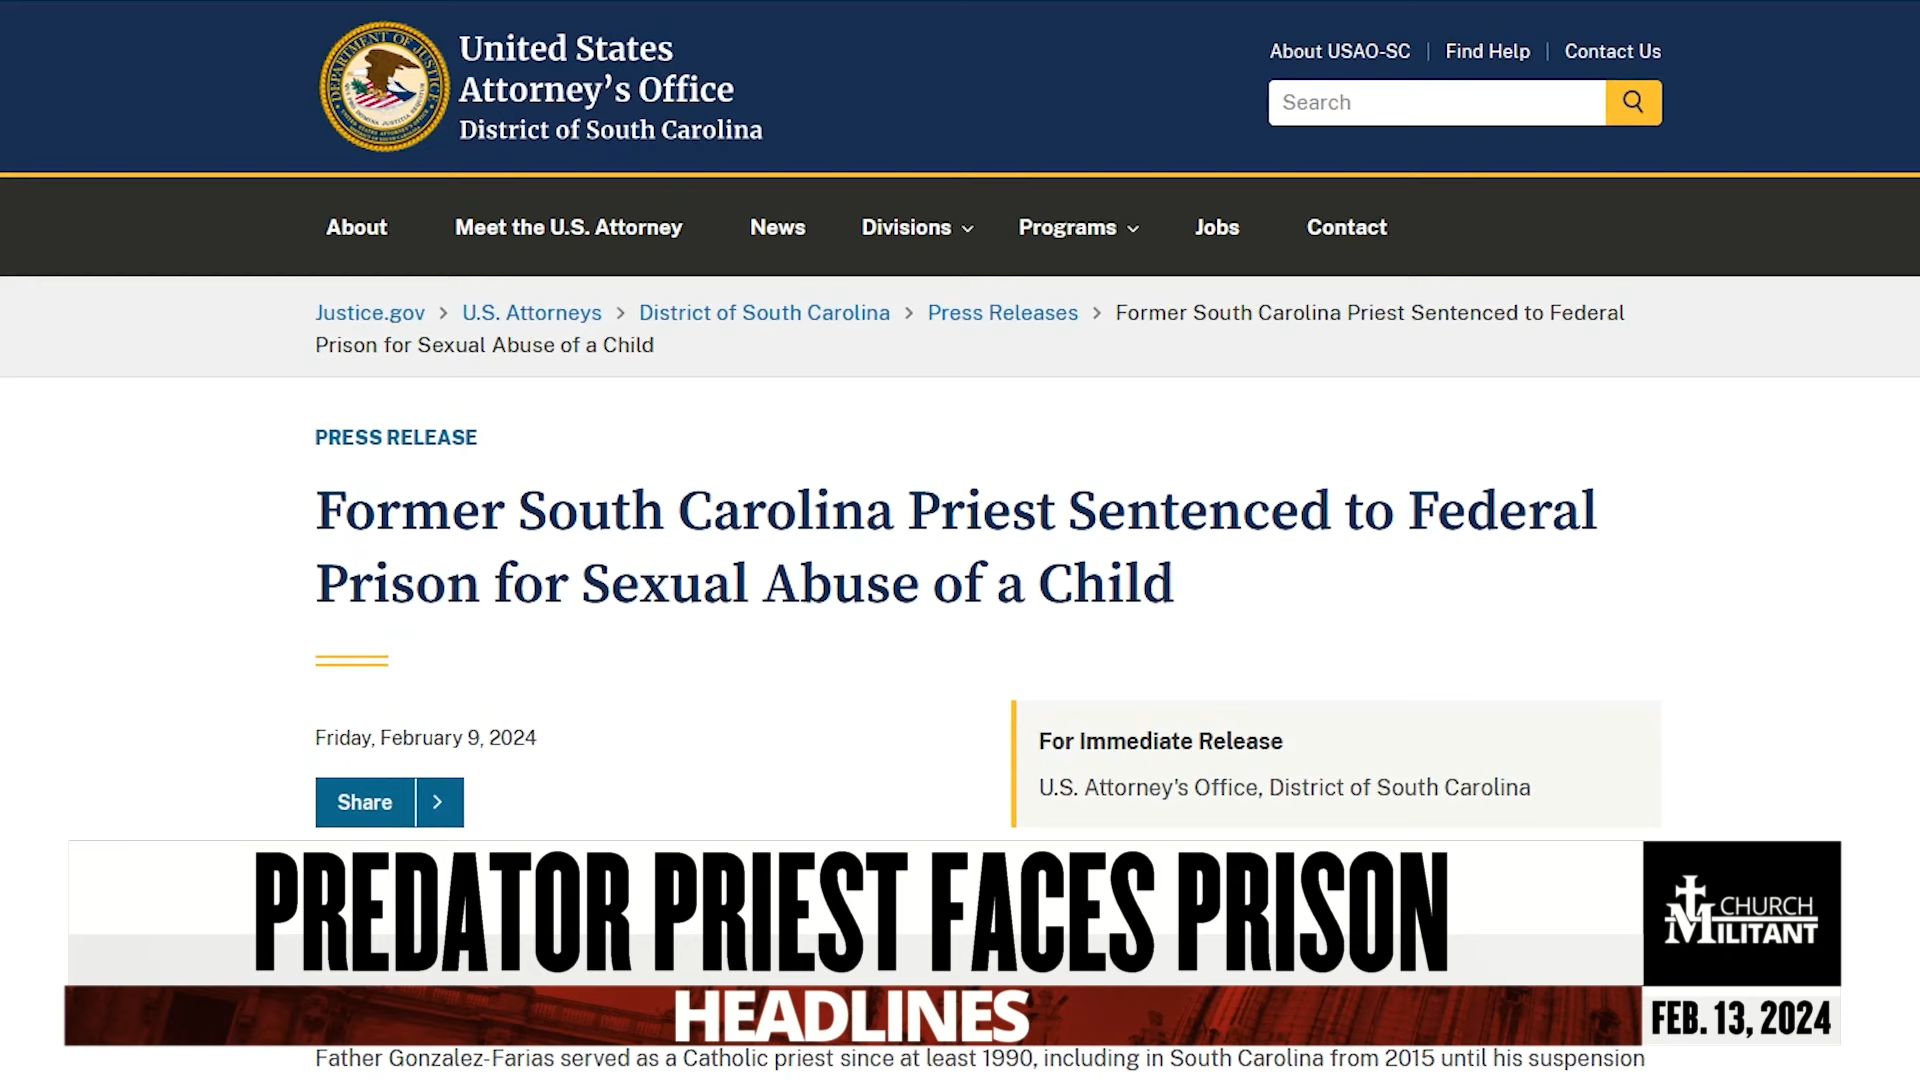 United States
Attorney's Office
District of South Carolina
About USAO-SC | Find Help | Contact Us
Search
About Meet the U.S. Attorney News Divisions Programs Jobs Contact
Justice.gov > U.S. Attorneys > District of South Carolina > Press Releases > Former South Carolina Priest Sentenced to Federal
Prison for Sexual Abuse of a Child
PRESS RELEASE
Former South Carolina Priest Sentenced to Federal
Prison for Sexual Abuse of a Child
Friday, February 9, 2024
Share >
For Immediate Release
U.S. Attorney's Office, District of South Carolina
PREDATOR PRIEST FACES PRISON
CHURCH
MILITANT
HEADLINES
FEB. 13, 2024
Father Gonzalez-Farias served as a Catholic priest since at least 1990, including in South Carolina from 2015 until his suspension